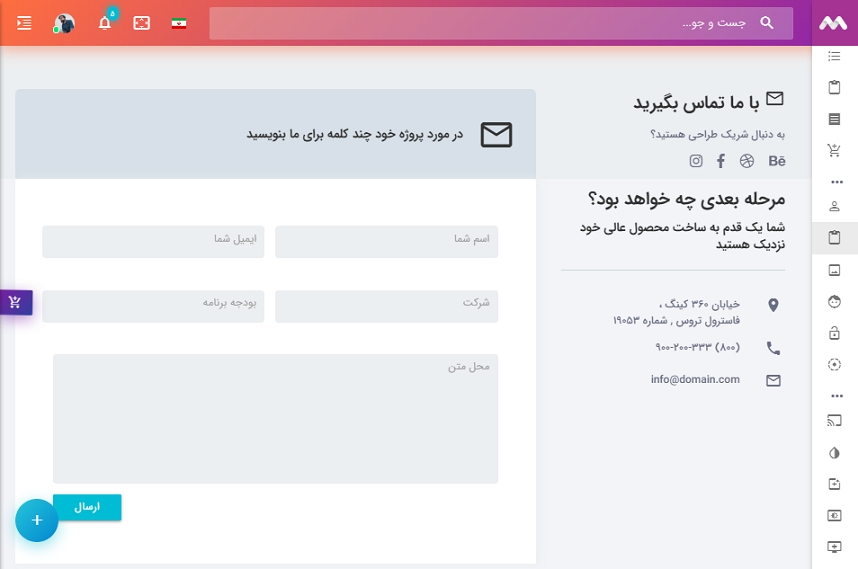 جست و جو...
۵
با ما تماس بگیرید
به دنبال شریک طراحی هستید؟
Bē
مرحله بعدی چه خواهد بود؟
شما یک قدم به ساخت محصول عالی خود
نزدیک هستید
خیابان ۳۶۰ کینگ ،
فاسترول تروس , شماره ۱۹۰۵۳
(۸۰۰) ۹۰۰-۲۰۰-۳۳۳
info@domain.com
در مورد پروژه خود چند کلمه برای ما بنویسید
اسم شما
ایمیل شما
شرکت
بودجه برنامه
محل متن
ارسال